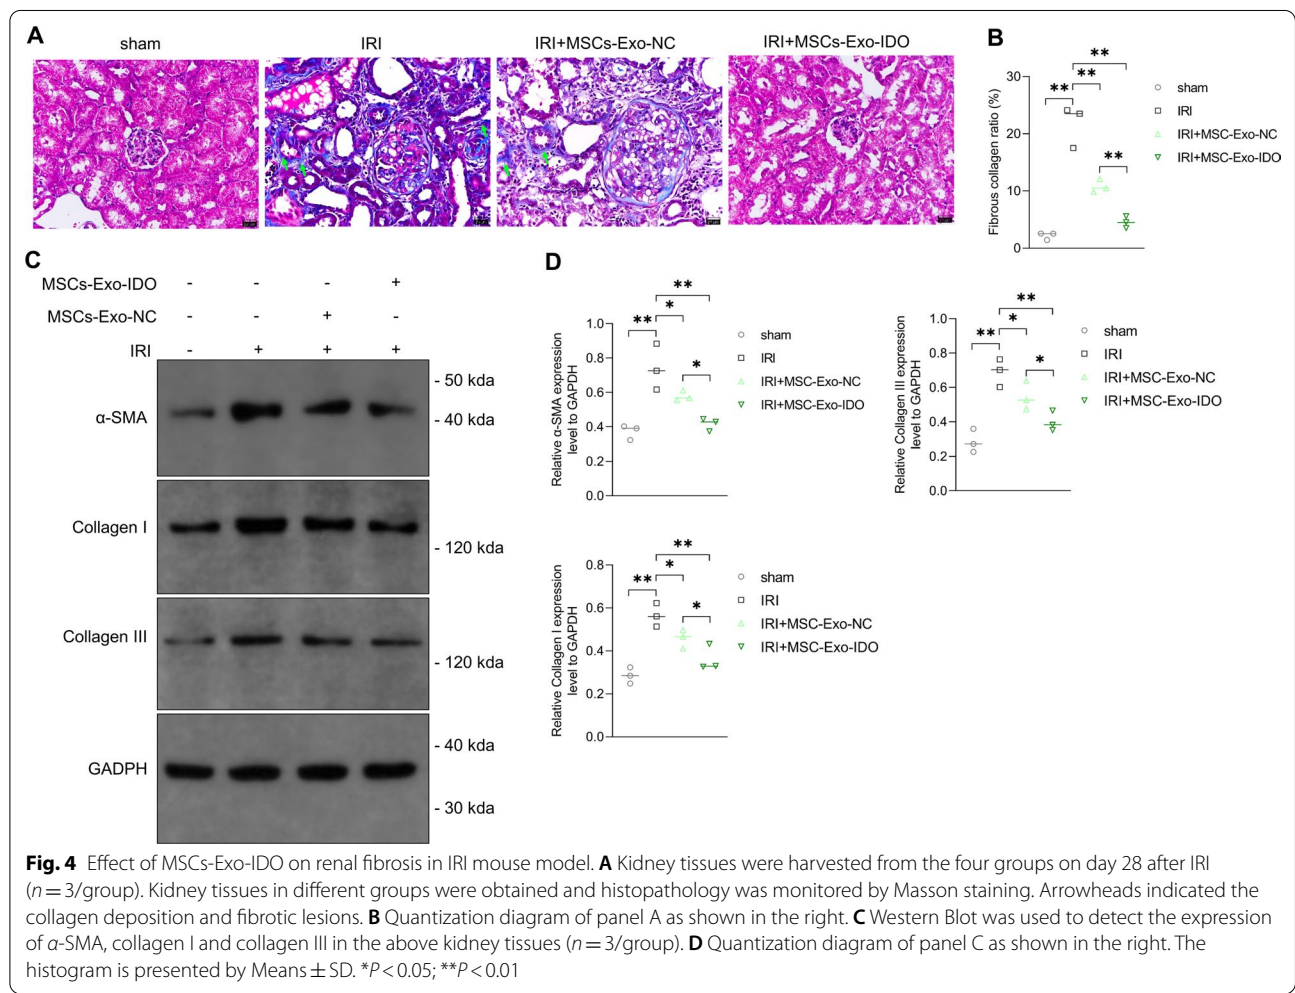 A
sham
IRI
IRI+MSCs-Exo-NC
IRI+MSCs-Exo-IDO
B
Fibrous collagen ratio (%)
30
20
10
0
**
**
**
**
sham
IRI
IRI+MSC-Exo-NC
IRI+MSC-Exo-IDO
C
MSCs-Exo-IDO - - - +
MSCs-Exo-NC - - + -
IRI - + + +
α-SMA
- 50 kda
- 40 kda
Collagen I
- 120 kda
Collagen III
- 120 kda
GADPH
- 40 kda
- 30 kda
D
Relative α-SMA expression
level to GAPDH
1.0
0.8
0.6
0.4
0.2
0.0
**
*
**
*
sham
IRI
IRI+MSC-Exo-NC
IRI+MSC-Exo-IDO
Relative Collagen III expression
level to GAPDH
1.0
0.8
0.6
0.4
0.2
0.0
**
*
**
*
sham
IRI
IRI+MSC-Exo-NC
IRI+MSC-Exo-IDO
Relative Collagen I expression
level to GAPDH
0.8
0.6
0.4
0.2
0.0
**
*
**
*
sham
IRI
IRI+MSC-Exo-NC
IRI+MSC-Exo-IDO
Fig. 4 Effect of MSCs-Exo-IDO on renal fibrosis in IRI mouse model. A Kidney tissues were harvested from the four groups on day 28 after IRI
(n = 3/group). Kidney tissues in different groups were obtained and histopathology was monitored by Masson staining. Arrowheads indicated the
collagen deposition and fibrotic lesions. B Quantization diagram of panel A as shown in the right. C Western Blot was used to detect the expression
of α-SMA, collagen I and collagen III in the above kidney tissues (n = 3/group). D Quantization diagram of panel C as shown in the right. The
histogram is presented by Means ± SD. *P < 0.05; **P < 0.01